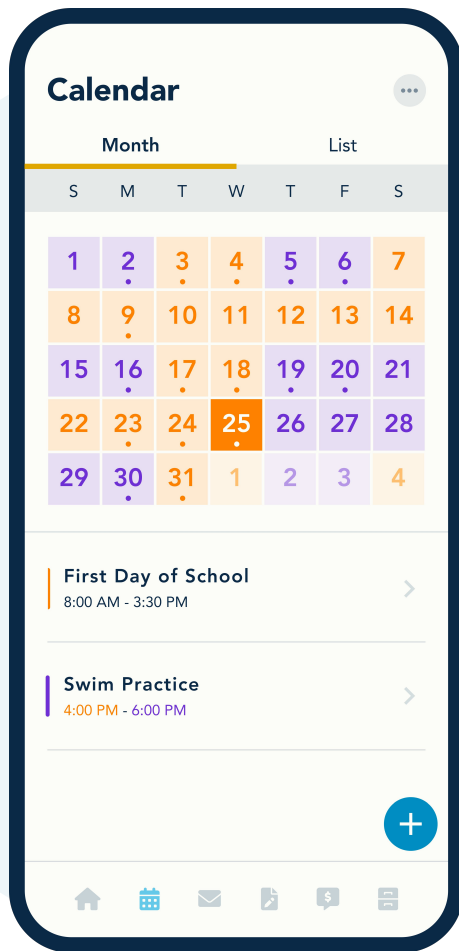 Calendar
Month List
S M T W T F S
1 2 3 4 5 6 7
8 9 10 11 12 13 14
15 16 17 18 19 20 21
22 23 24 25 26 27 28
29 30 31 1 2 3 4
First Day of School
8:00 AM - 3:30 PM
Swim Practice
4:00 PM - 6:00 PM